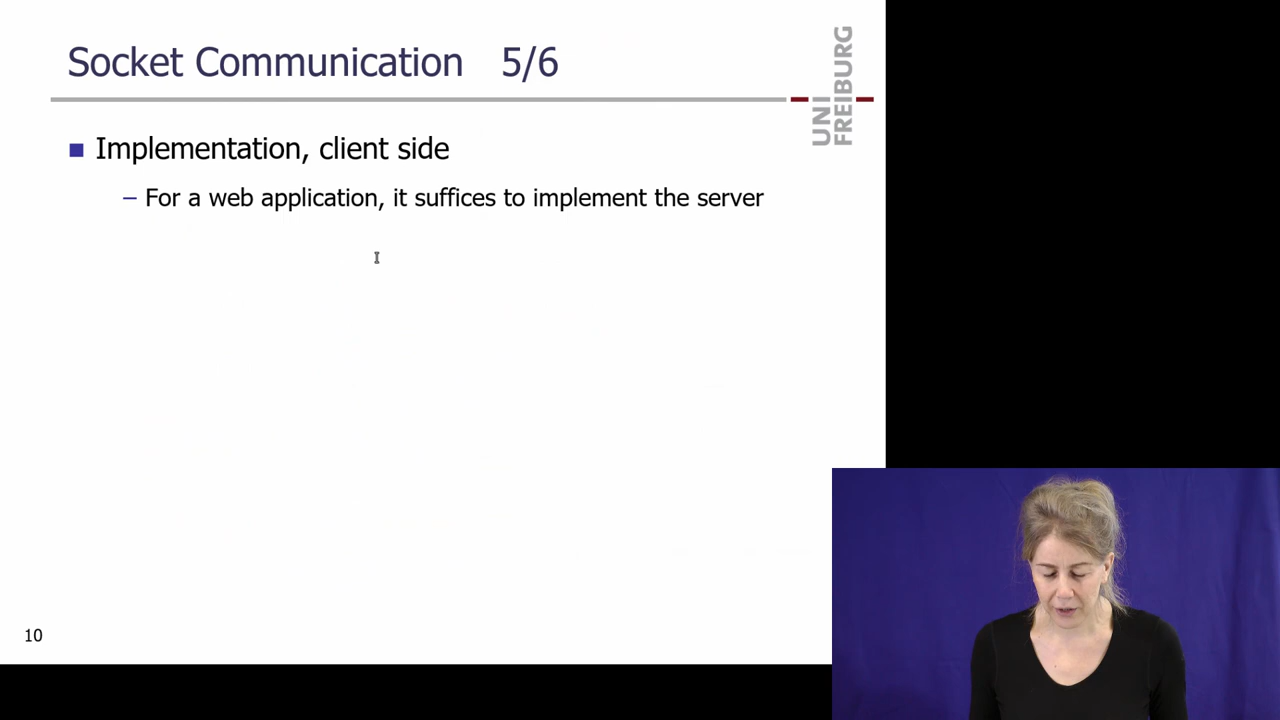 Socket Communication 5/6
UNI
FREIBURG
Implementation, client side
– For a web application, it suffices to implement the server
10